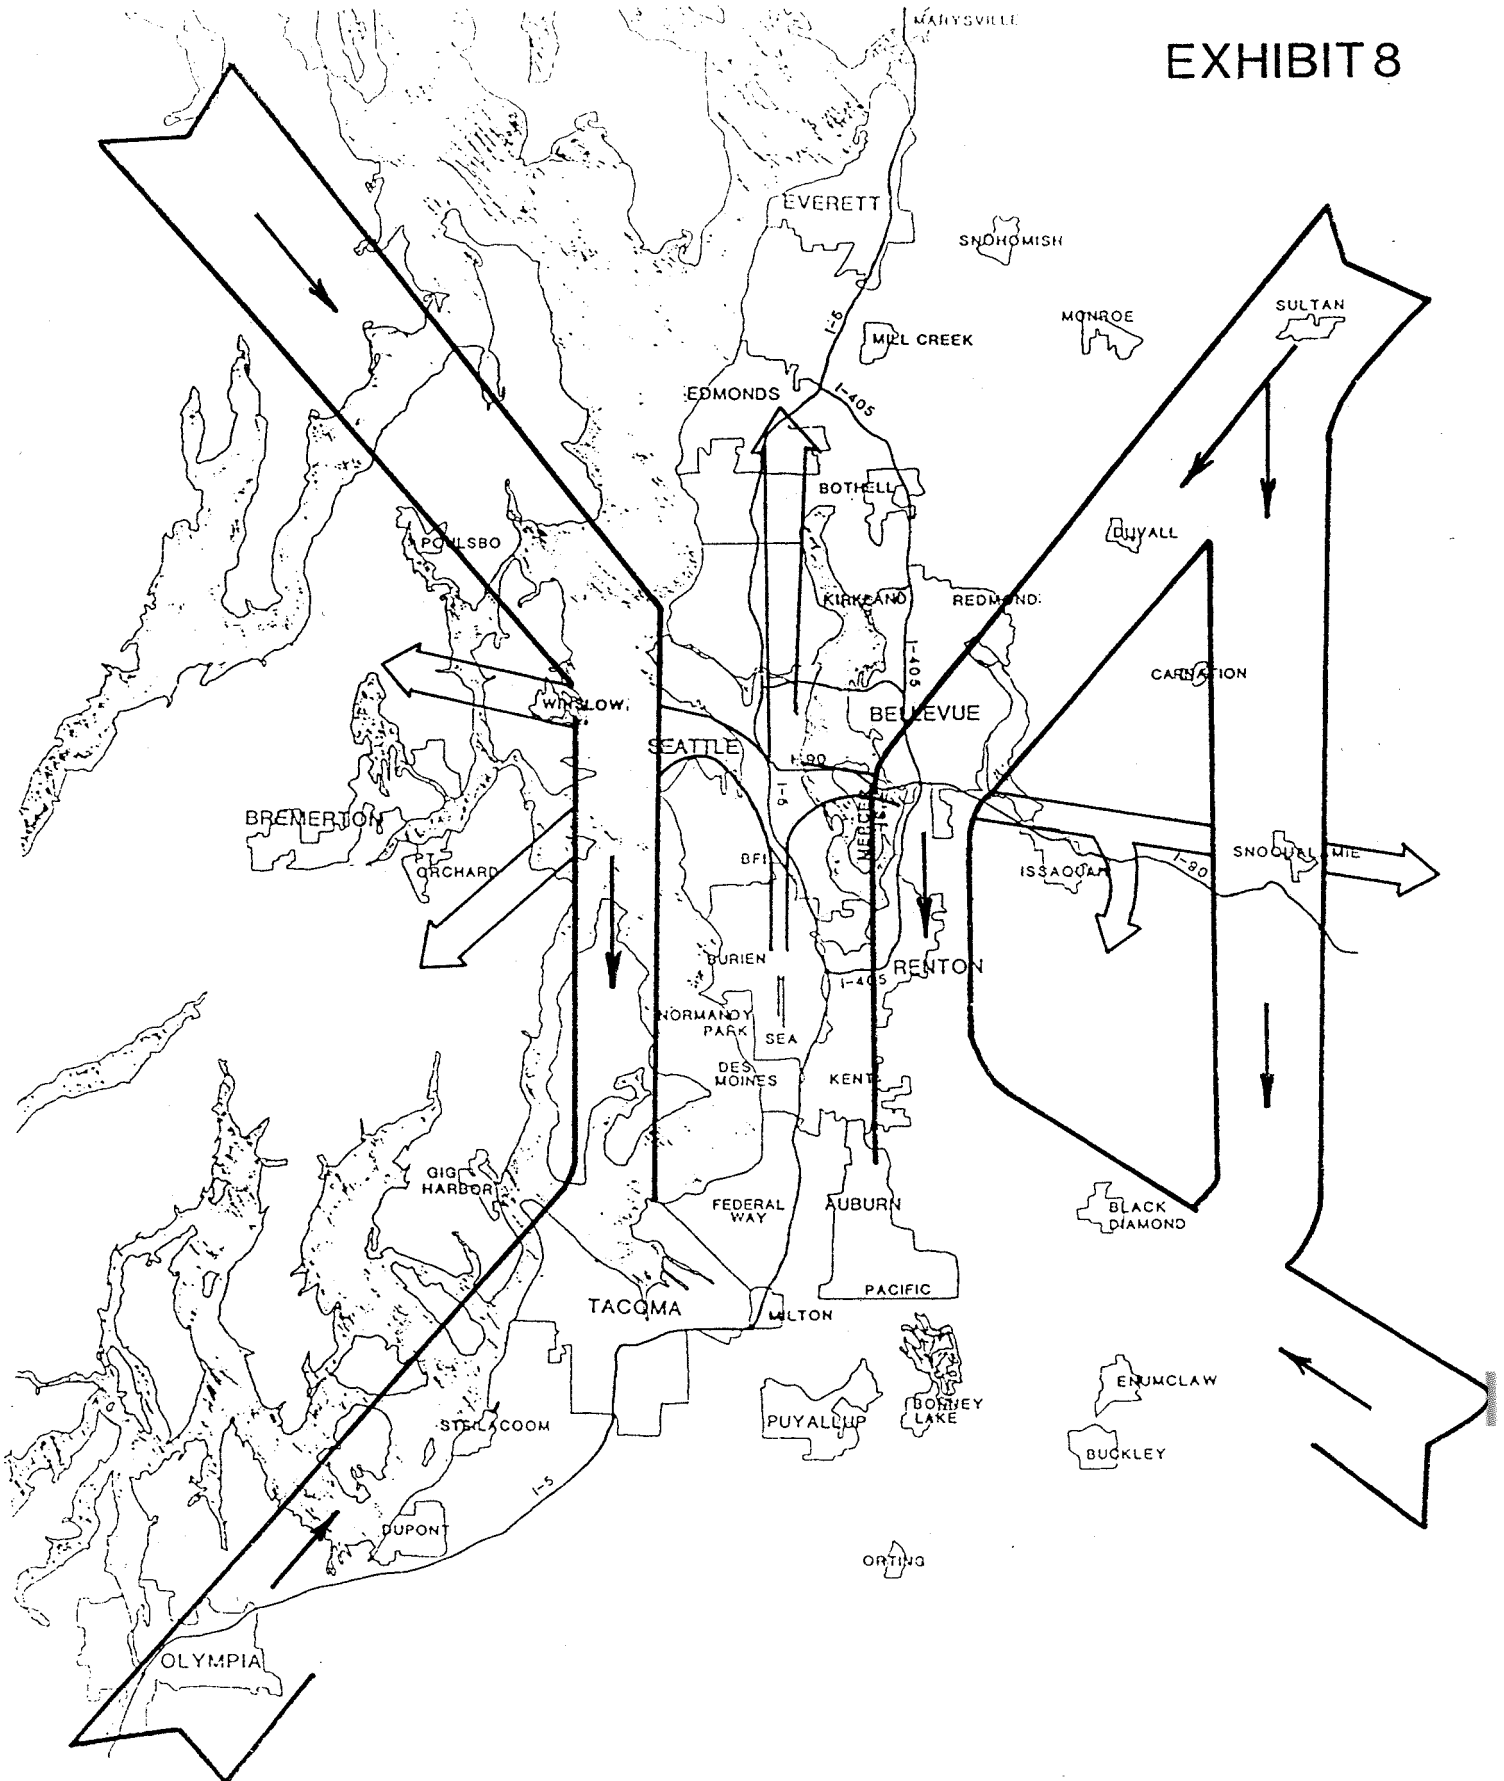 MARYSVILLE
EXHIBIT 8
EVERETT
SNOHOMISH
SULTAN
MONROE
I-5
MILL CREEK
EDMONDS
I-405
BOTHELL
DUVALL
POULSBO
KIRKLAND
REDMOND
I-405
CARNATION
WINSLOW
BELLEVUE
SEATTLE
I-90
I-5
BREMERTON
MERCER
PT.
ORCHARD
BFI
ISSAQUAH
SNOQUALMIE
I-90
BURIEN
RENTON
I-405
NORMANDY
PARK
SEA
DES
MOINES
KENT
GIG
HARBOR
FEDERAL
WAY
AUBURN
BLACK
DIAMOND
PACIFIC
TACOMA
MILTON
ENUMCLAW
BONNEY
LAKE
PUYALLUP
STEILACOOM
BUCKLEY
I-5
DUPONT
ORTING
OLYMPIA